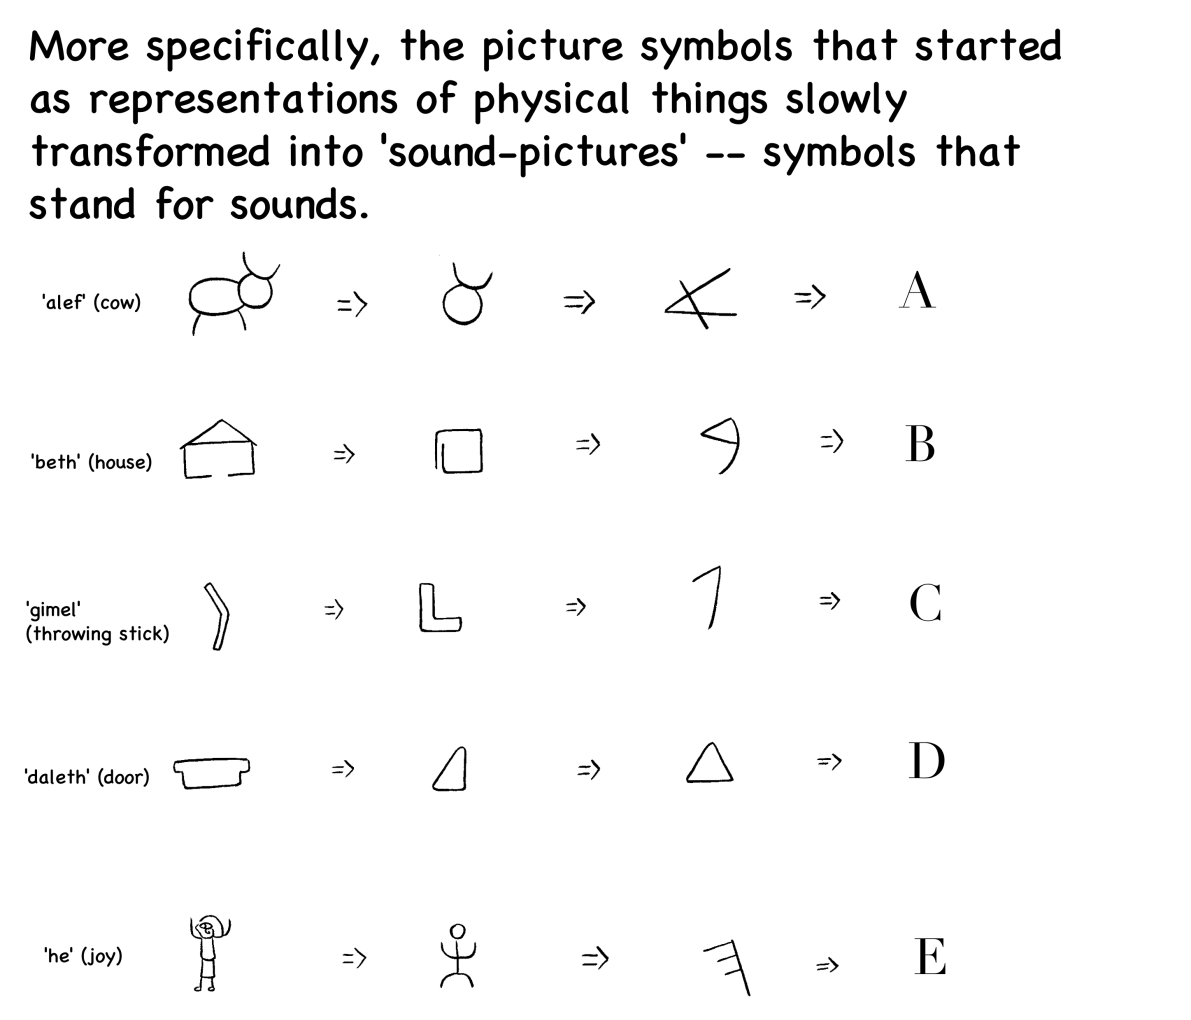 More specifically, the picture symbols that started
as representations of physical things slowly
transformed into 'sound-pictures' -- symbols that
stand for sounds.
'alef' (cow) => => => A
'beth' (house) => => => B
'gimel'
(throwing stick) => => => C
'daleth' (door) => => => D
'he' (joy) => => => E